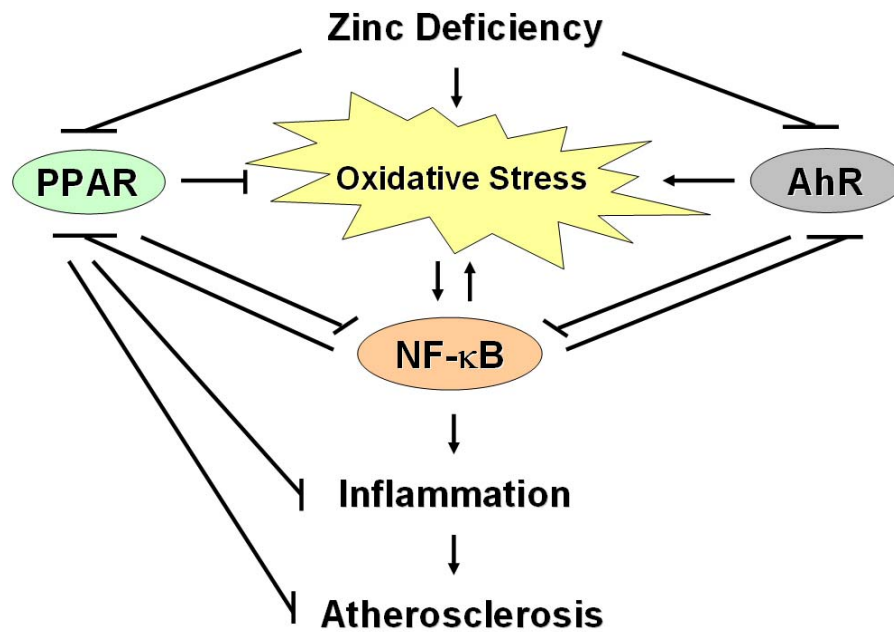 Zinc Deficiency
PPAR
Oxidative Stress
AhR
NF-κB
Inflammation
Atherosclerosis